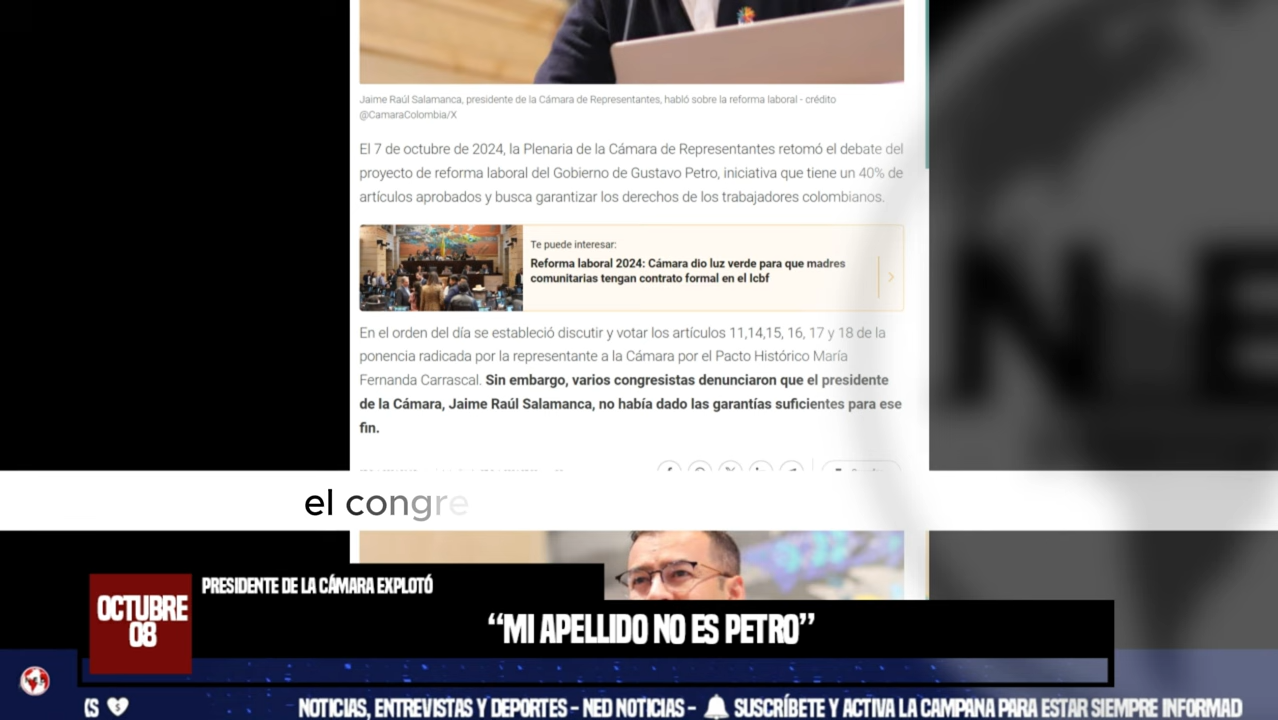 Jaime Raúl Salamanca, presidente de la Cámara de Representantes, habló sobre la reforma laboral - crédito
@CamaraColombia/X
El 7 de octubre de 2024, la Plenaria de la Cámara de Representantes retomó el debate del
proyecto de reforma laboral del Gobierno de Gustavo Petro, iniciativa que tiene un 40% de
artículos aprobados y busca garantizar los derechos de los trabajadores colombianos.
Te puede interesar:
Reforma laboral 2024: Cámara dio luz verde para que madres
comunitarias tengan contrato formal en el Icbf
En el orden del día se estableció discutir y votar los artículos 11,14,15, 16, 17 y 18 de la
ponencia radicada por la representante a la Cámara por el Pacto Histórico María
Fernanda Carrascal. Sin embargo, varios congresistas denunciaron que el presidente
de la Cámara, Jaime Raúl Salamanca, no había dado las garantías suficientes para ese
fin.
el congre
PRESIDENTE DE LA CÁMARA EXPLOTÓ
OCTUBRE
08
“MI APELLIDO NO ES PETRO”
CS
NOTICIAS, ENTREVISTAS Y DEPORTES - NED NOTICIAS - SUSCRÍBETE Y ACTIVA LA CAMPANA PARA ESTAR SIEMPRE INFORMAD
NE